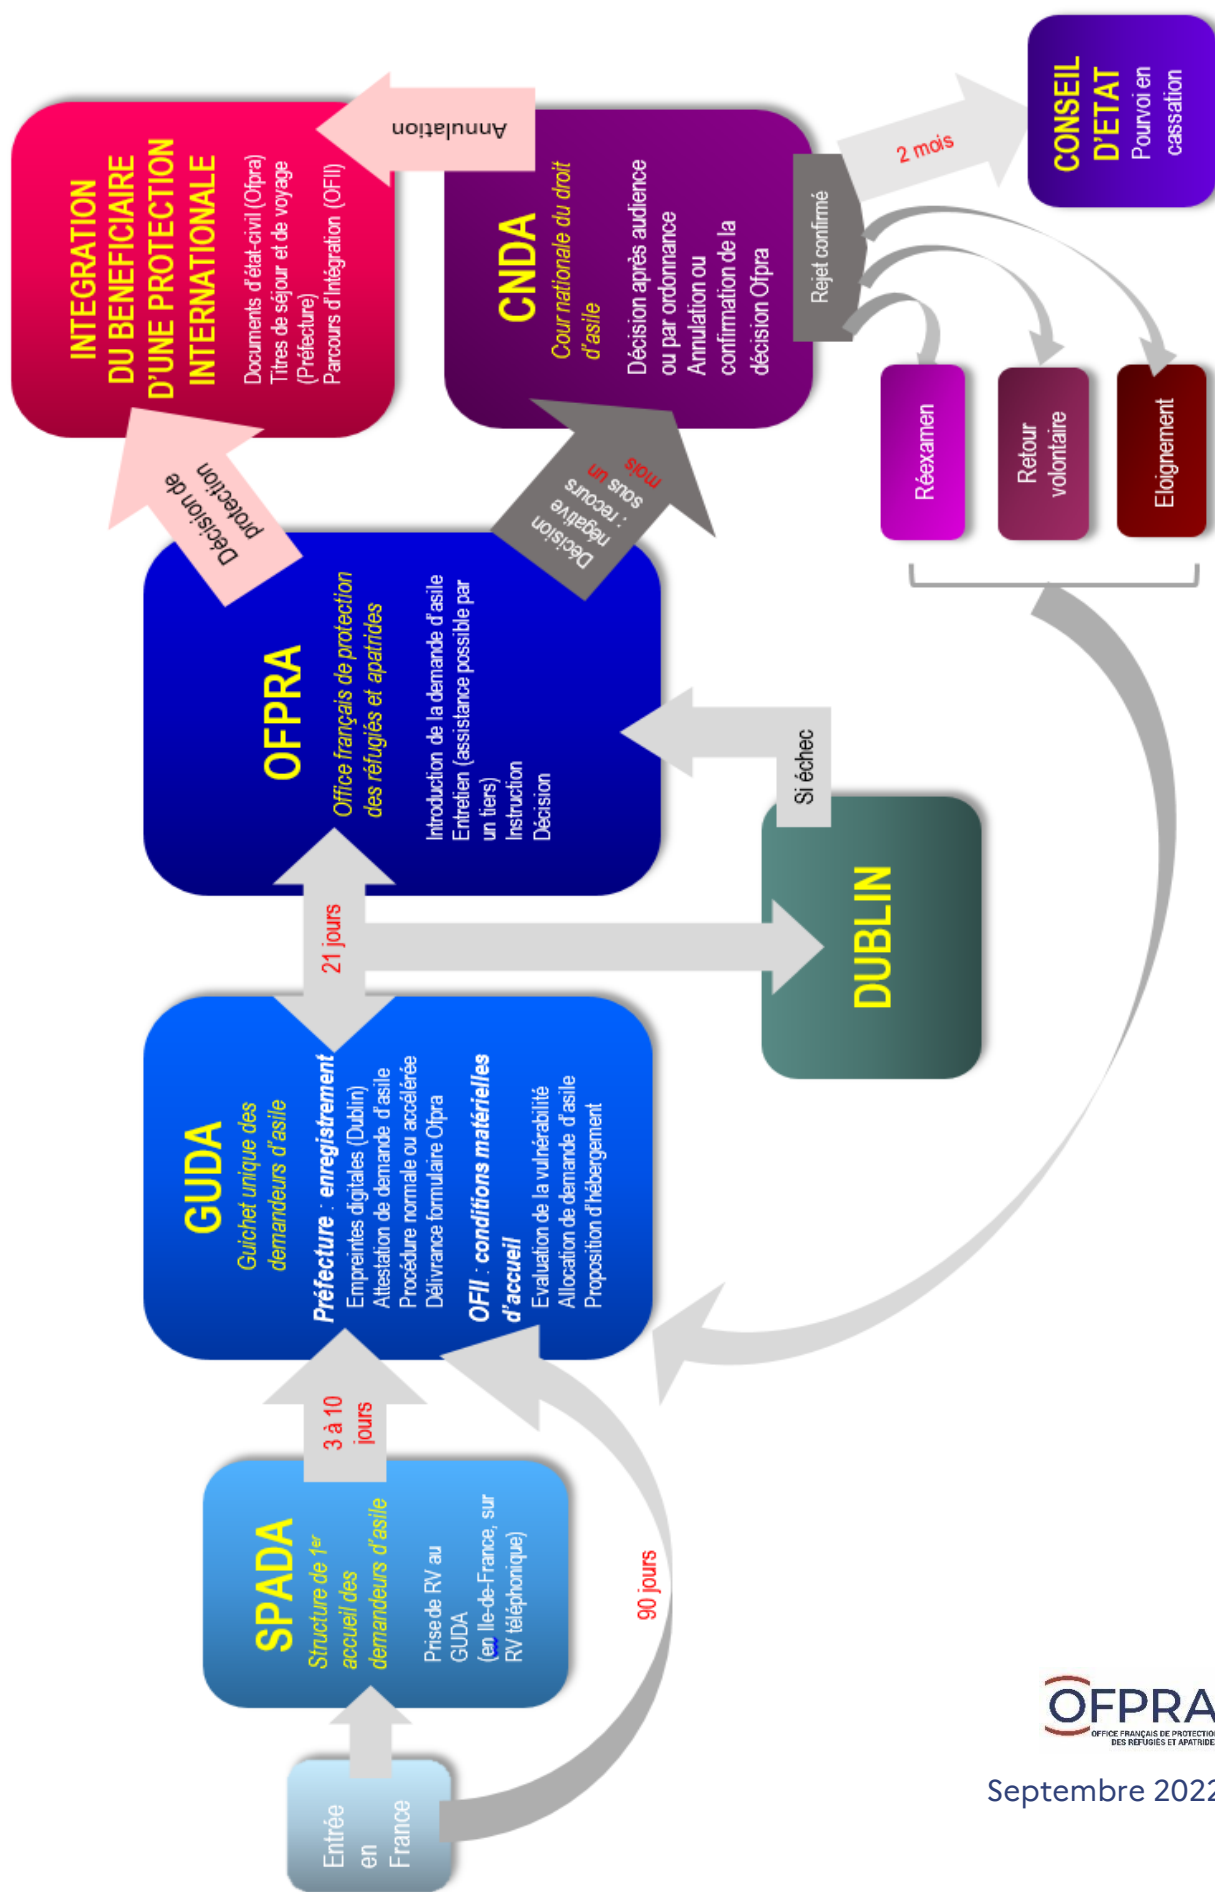 Entrée
en
France
SPADA
Structure de 1er
accueil des
demandeurs d'asile
Prise de RV au
GUDA
(en Ile-de-France, sur
RV téléphonique)
3 à 10
jours
90 jours
GUDA
Guichet unique des
demandeurs d'asile
Préfecture : enregistrement
Empreintes digitales (Dublin)
Attestation de demande d'asile
Procédure normale ou accélérée
Délivrance formulaire Ofpra
OFII : conditions matérielles
d'accueil
Evaluation de la vulnérabilité
Allocation de demande d'asile
Proposition d'hébergement
21 jours
DUBLIN
Si échec
OFPRA
Office français de protection
des réfugiés et apatrides
Introduction de la demande d'asile
Entretien (assistance possible par
un tiers)
Instruction
Décision
Décision de
protection
Décision
négative
: recours
sous un
mois
INTEGRATION
DU BENEFICIAIRE
D'UNE PROTECTION
INTERNATIONALE
Documents d'état-civil (Ofpra)
Titres de séjour et de voyage
(Préfecture)
Parcours d'Intégration (OFII)
Annulation
CNDA
Cour nationale du droit
d'asile
Décision après audience
ou par ordonnance
Annulation ou
confirmation de la
décision Ofpra
Rejet confirmé
2 mois
CONSEIL
D'ETAT
Pourvoi en
cassation
Réexamen
Retour
volontaire
Eloignement
OFPRA
OFFICE FRANÇAIS DE PROTECTION
DES RÉFUGIÉS ET APATRIDE
Septembre 2022